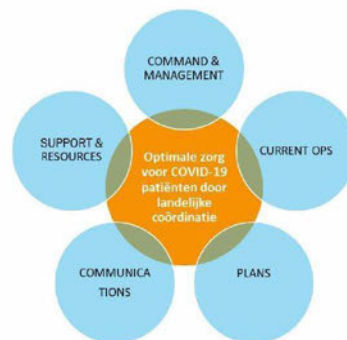 COMMAND &
MANAGEMENT
SUPPORT &
RESOURCES
Optimale zorg
voor COVID-19
patiënten door
landelijke
coördinatie
CURRENT OPS
COMMUNICA
TIONS
PLANS